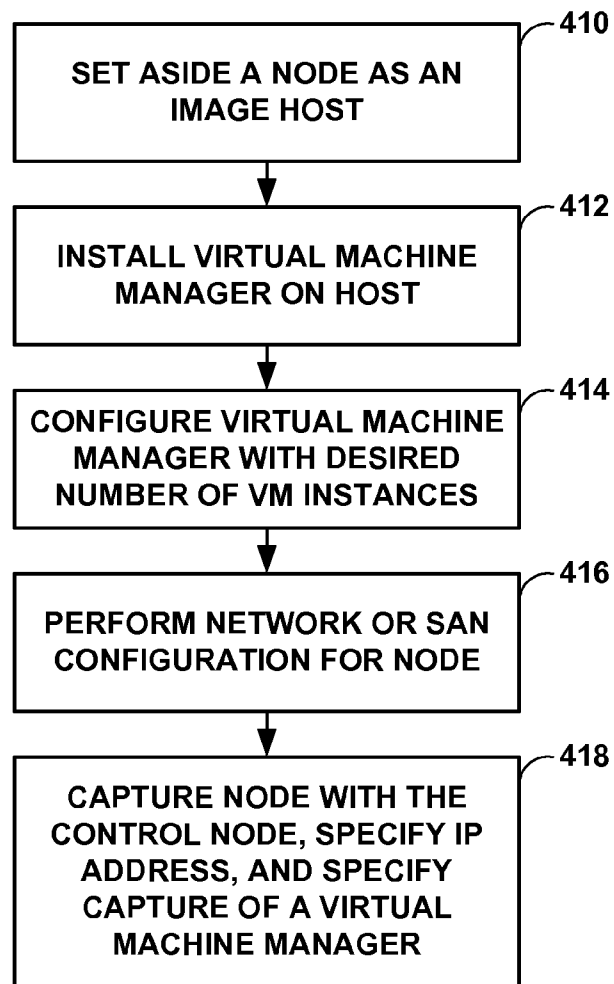 410
SET ASIDE A NODE AS AN
IMAGE HOST
412
INSTALL VIRTUAL MACHINE
MANAGER ON HOST
414
CONFIGURE VIRTUAL MACHINE
MANAGER WITH DESIRED
NUMBER OF VM INSTANCES
416
PERFORM NETWORK OR SAN
CONFIGURATION FOR NODE
418
CAPTURE NODE WITH THE
CONTROL NODE, SPECIFY IP
ADDRESS, AND SPECIFY
CAPTURE OF A VIRTUAL
MACHINE MANAGER